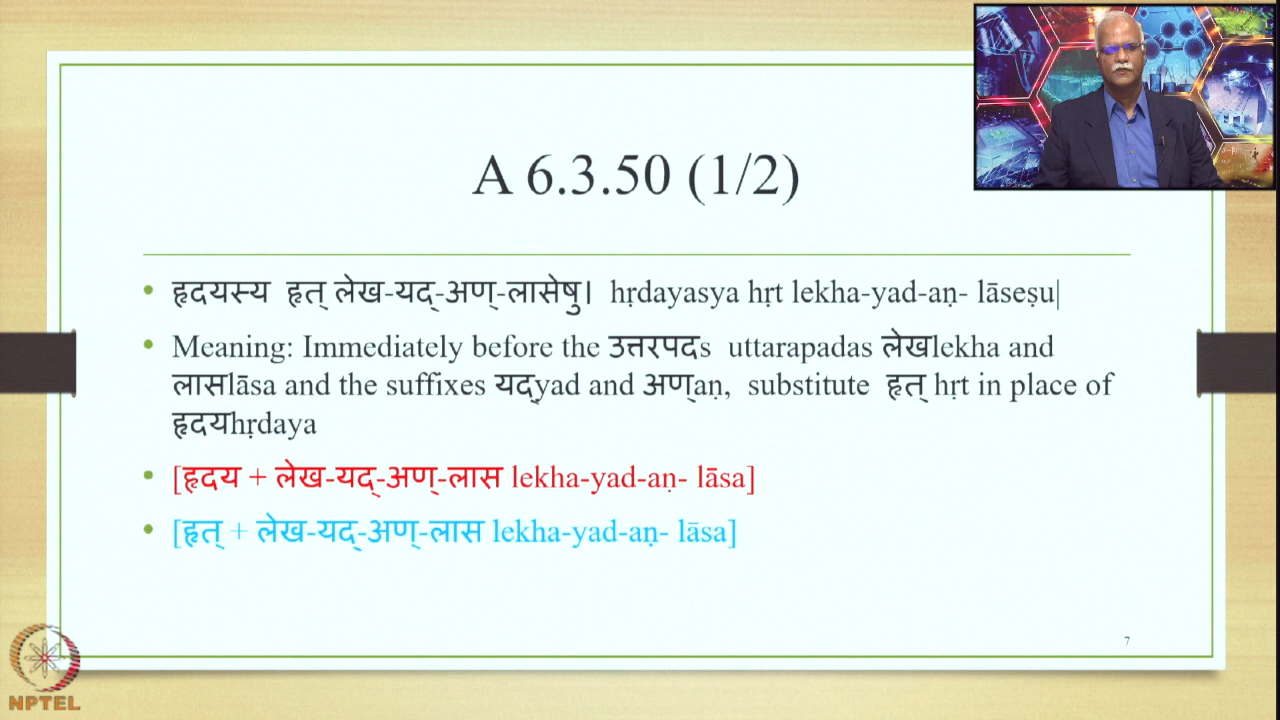 A 6.3.50 (1/2)
• हृदयस्य हृत् लेख-यद्-अण्-लासेषु। hṛdayasya hṛt lekha-yad-aṇ- lāseṣu|
• Meaning: Immediately before the उत्तरपदs uttarapadas लेखlekha and
लासlāsa and the suffixes यद्yad and अण्aṇ, substitute हृत् hṛt in place of
हृदयhṛdaya
• [हृदय + लेख-यद्-अण्-लास lekha-yad-aṇ- lāsa]
• [हृत् + लेख-यद्-अण्-लास lekha-yad-aṇ- lāsa]
7
NPTEL